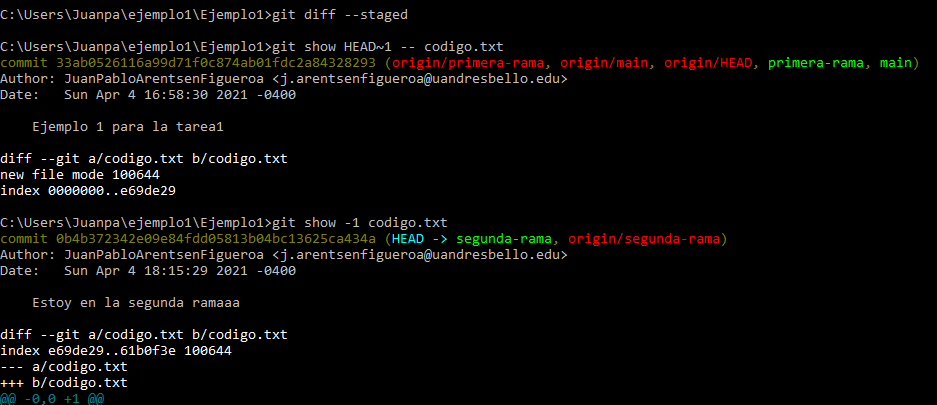 C:\Users\Juanpa\ejemplo1\Ejemplo1>git diff --staged
C:\Users\Juanpa\ejemplo1\Ejemplo1>git show HEAD~1 -- codigo.txt
commit 33ab0526116a99d71f0c874ab01fdc2a84328293 (origin/primera-rama, origin/main, origin/HEAD, primera-rama, main)
Author: JuanPabloArentsenFigueroa <j.arentsenfigueroa@uandresbello.edu>
Date:   Sun Apr 4 16:58:30 2021 -0400
    Ejemplo 1 para la tarea1
diff --git a/codigo.txt b/codigo.txt
new file mode 100644
index 0000000..e69de29
C:\Users\Juanpa\ejemplo1\Ejemplo1>git show -1 codigo.txt
commit 0b4b372342e09e84fdd05813b04bc13625ca434a (HEAD -> segunda-rama, origin/segunda-rama)
Author: JuanPabloArentsenFigueroa <j.arentsenfigueroa@uandresbello.edu>
Date:   Sun Apr 4 18:15:29 2021 -0400
    Estoy en la segunda ramaaa
diff --git a/codigo.txt b/codigo.txt
index e69de29..61b0f3e 100644
--- a/codigo.txt
+++ b/codigo.txt
@@ -0,0 +1 @@